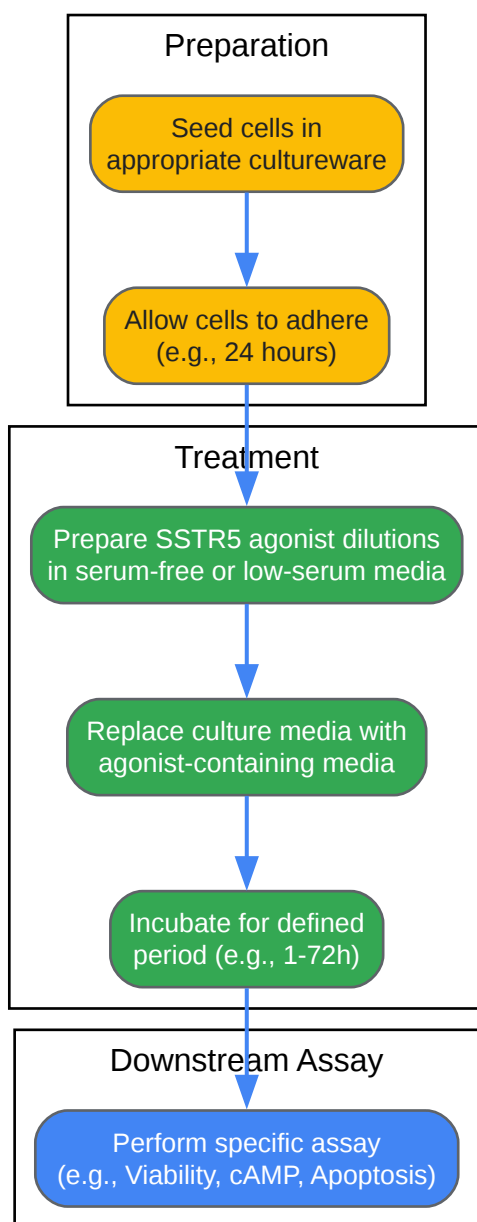 Preparation
Seed cells in
appropriate cultureware
Allow cells to adhere
(e.g., 24 hours)
Treatment
Prepare SSTR5 agonist dilutions
in serum-free or low-serum media
Replace culture media with
agonist-containing media
Incubate for defined
period (e.g., 1-72h)
Downstream Assay
Perform specific assay
(e.g., Viability, cAMP, Apoptosis)